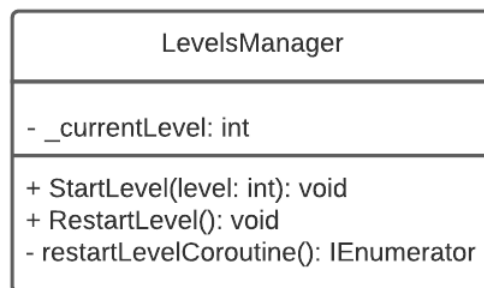 LevelsManager
- _currentLevel: int
+ StartLevel(level: int): void
+ RestartLevel(): void
- restartLevelCoroutine(): IEnumerator